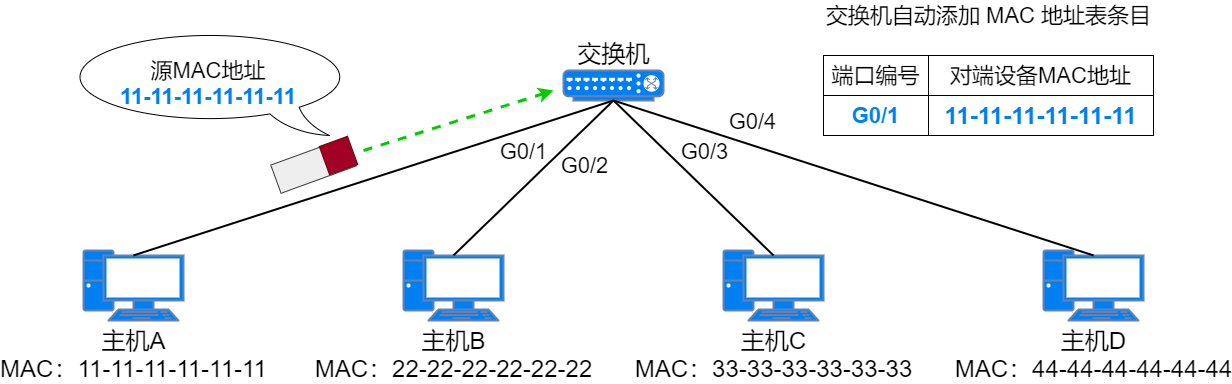 交换机自动添加 MAC 地址表条目
交换机
源MAC地址
11-11-11-11-11-11
端口编号 对端设备MAC地址
G0/1 11-11-11-11-11-11
G0/1
G0/2
G0/3
G0/4
主机A
MAC：11-11-11-11-11-11
主机B
MAC：22-22-22-22-22-22
主机C
MAC：33-33-33-33-33-33
主机D
MAC：44-44-44-44-44-44